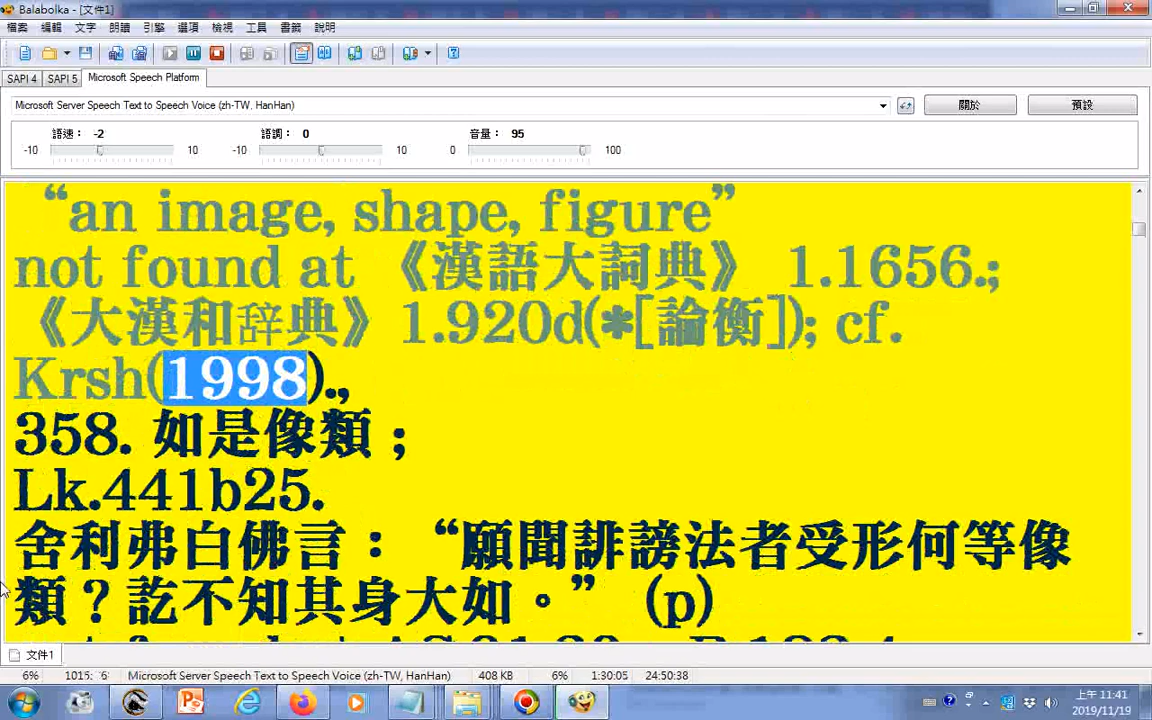 Balabolka - [文件1]
檔案 編輯 文字 朗讀 引擎 選項 檢視 工具 書籤 說明
SAPI 4 SAPI 5 Microsoft Speech Platform
Microsoft Server Speech Text to Speech Voice (zh-TW, HanHan) 關於 預設
語速： -2 語調： 0 音量： 95
-10 10 -10 10 0 100
“an image, shape, figure”
not found at 《漢語大詞典》 1.1656.;
《大漢和辞典》 1.920d(*[論衡]); cf.
Krsh(1998).,
358. 如是像類；
Lk.441b25.
舍利弗白佛言：“願聞誹謗法者受形何等像
類？訖不知其身大如。” (p)
文件1
6% 1015: 6: Microsoft Server Speech Text to Speech Voice (zh-TW, HanHan) 408 KB 6% 1:30:05 24:50:38
上午 11:41
2019/11/19